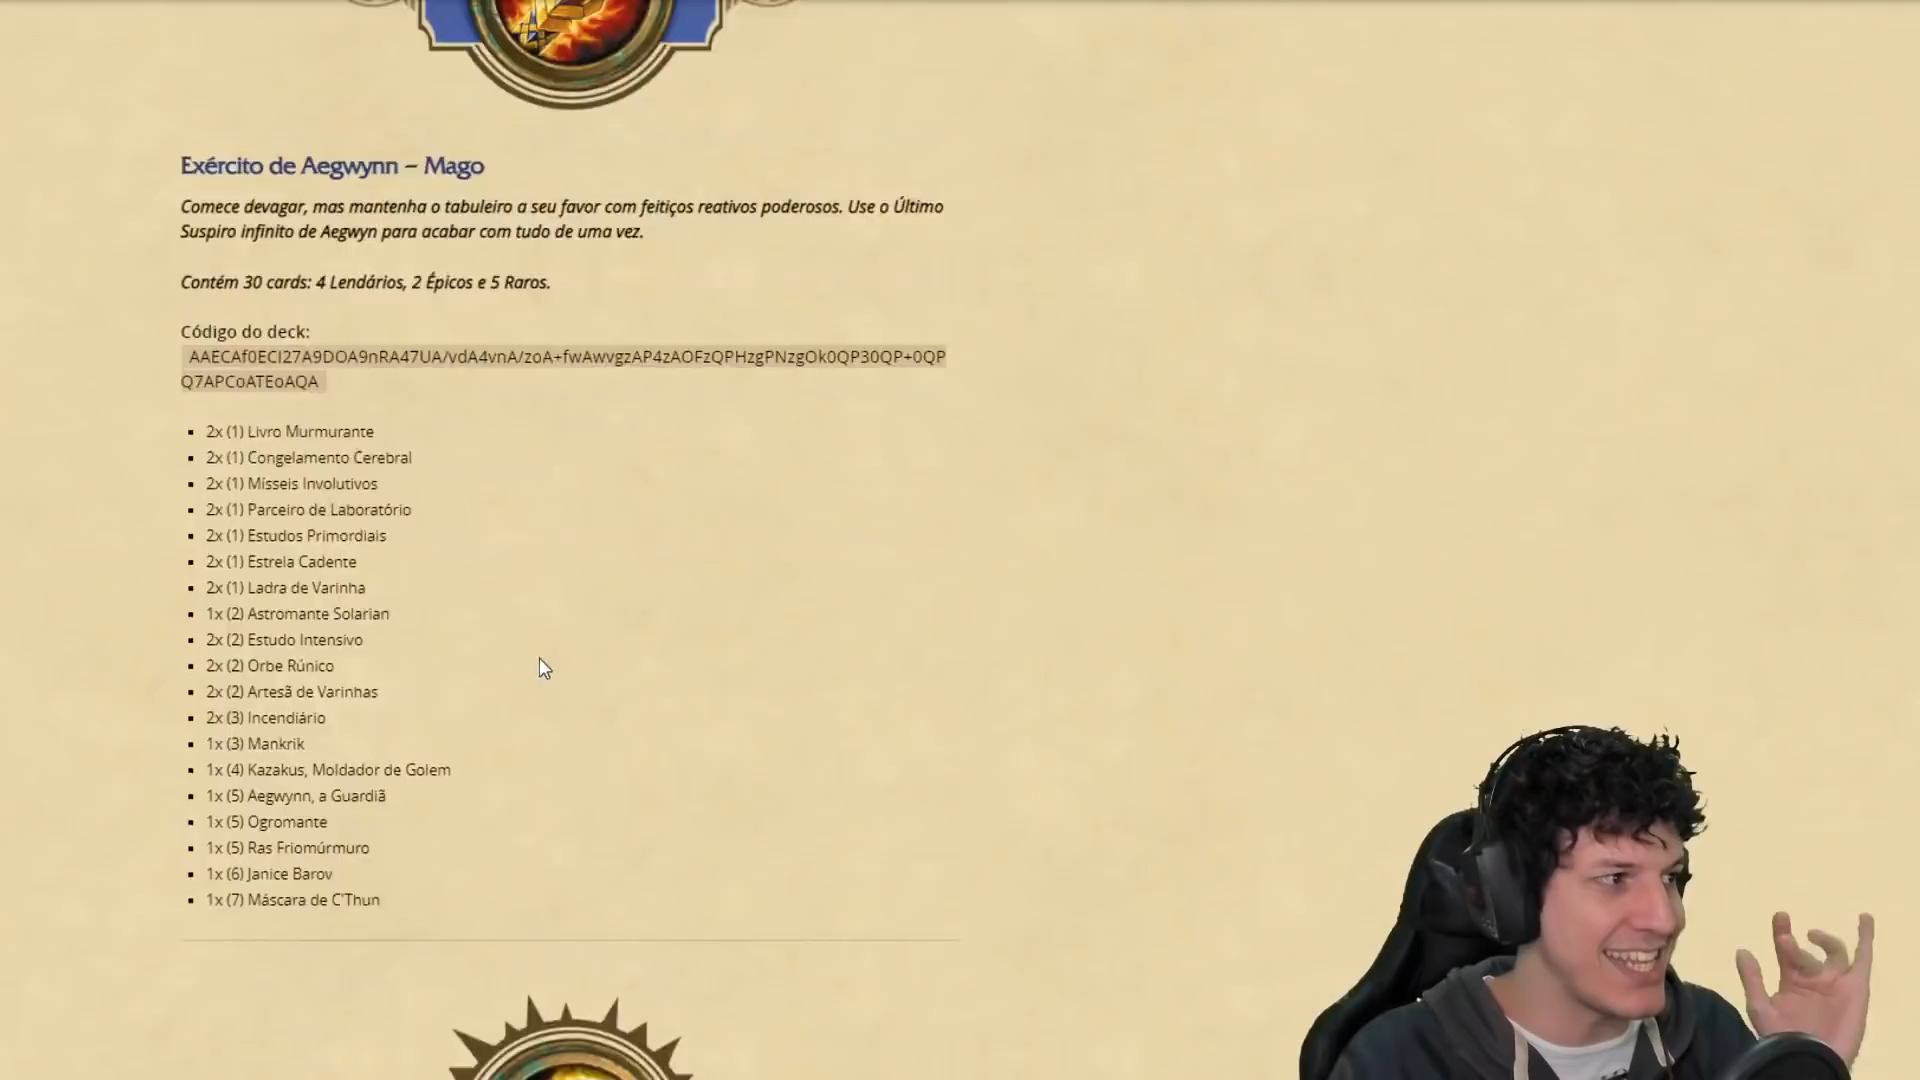 Exército de Aegwynn – Mago
Comece devagar, mas mantenha o tabuleiro a seu favor com feitiços reativos poderosos. Use o Último
Suspiro infinito de Aegwyn para acabar com tudo de uma vez.
Contém 30 cards: 4 Lendários, 2 Épicos e 5 Raros.
Código do deck:
AAECAf0ECI27A9DOA9nRA47UA/vdA4vnA/zoA+fwAwvgzAP4zAOFzQPHzgPNzgOk0QP30QP+0QP
Q7APCoATEoAQA
▪ 2x (1) Livro Murmurante
▪ 2x (1) Congelamento Cerebral
▪ 2x (1) Mísseis Involutivos
▪ 2x (1) Parceiro de Laboratório
▪ 2x (1) Estudos Primordiais
▪ 2x (1) Estrela Cadente
▪ 2x (1) Ladra de Varinha
▪ 1x (2) Astromante Solarian
▪ 2x (2) Estudo Intensivo
▪ 2x (2) Orbe Rúnico
▪ 2x (2) Artesã de Varinhas
▪ 2x (3) Incendiário
▪ 1x (3) Mankrik
▪ 1x (4) Kazakus, Moldador de Golem
▪ 1x (5) Aegwynn, a Guardiã
▪ 1x (5) Ogromante
▪ 1x (5) Ras Friomúrmuro
▪ 1x (6) Janice Barov
▪ 1x (7) Máscara de C'Thun